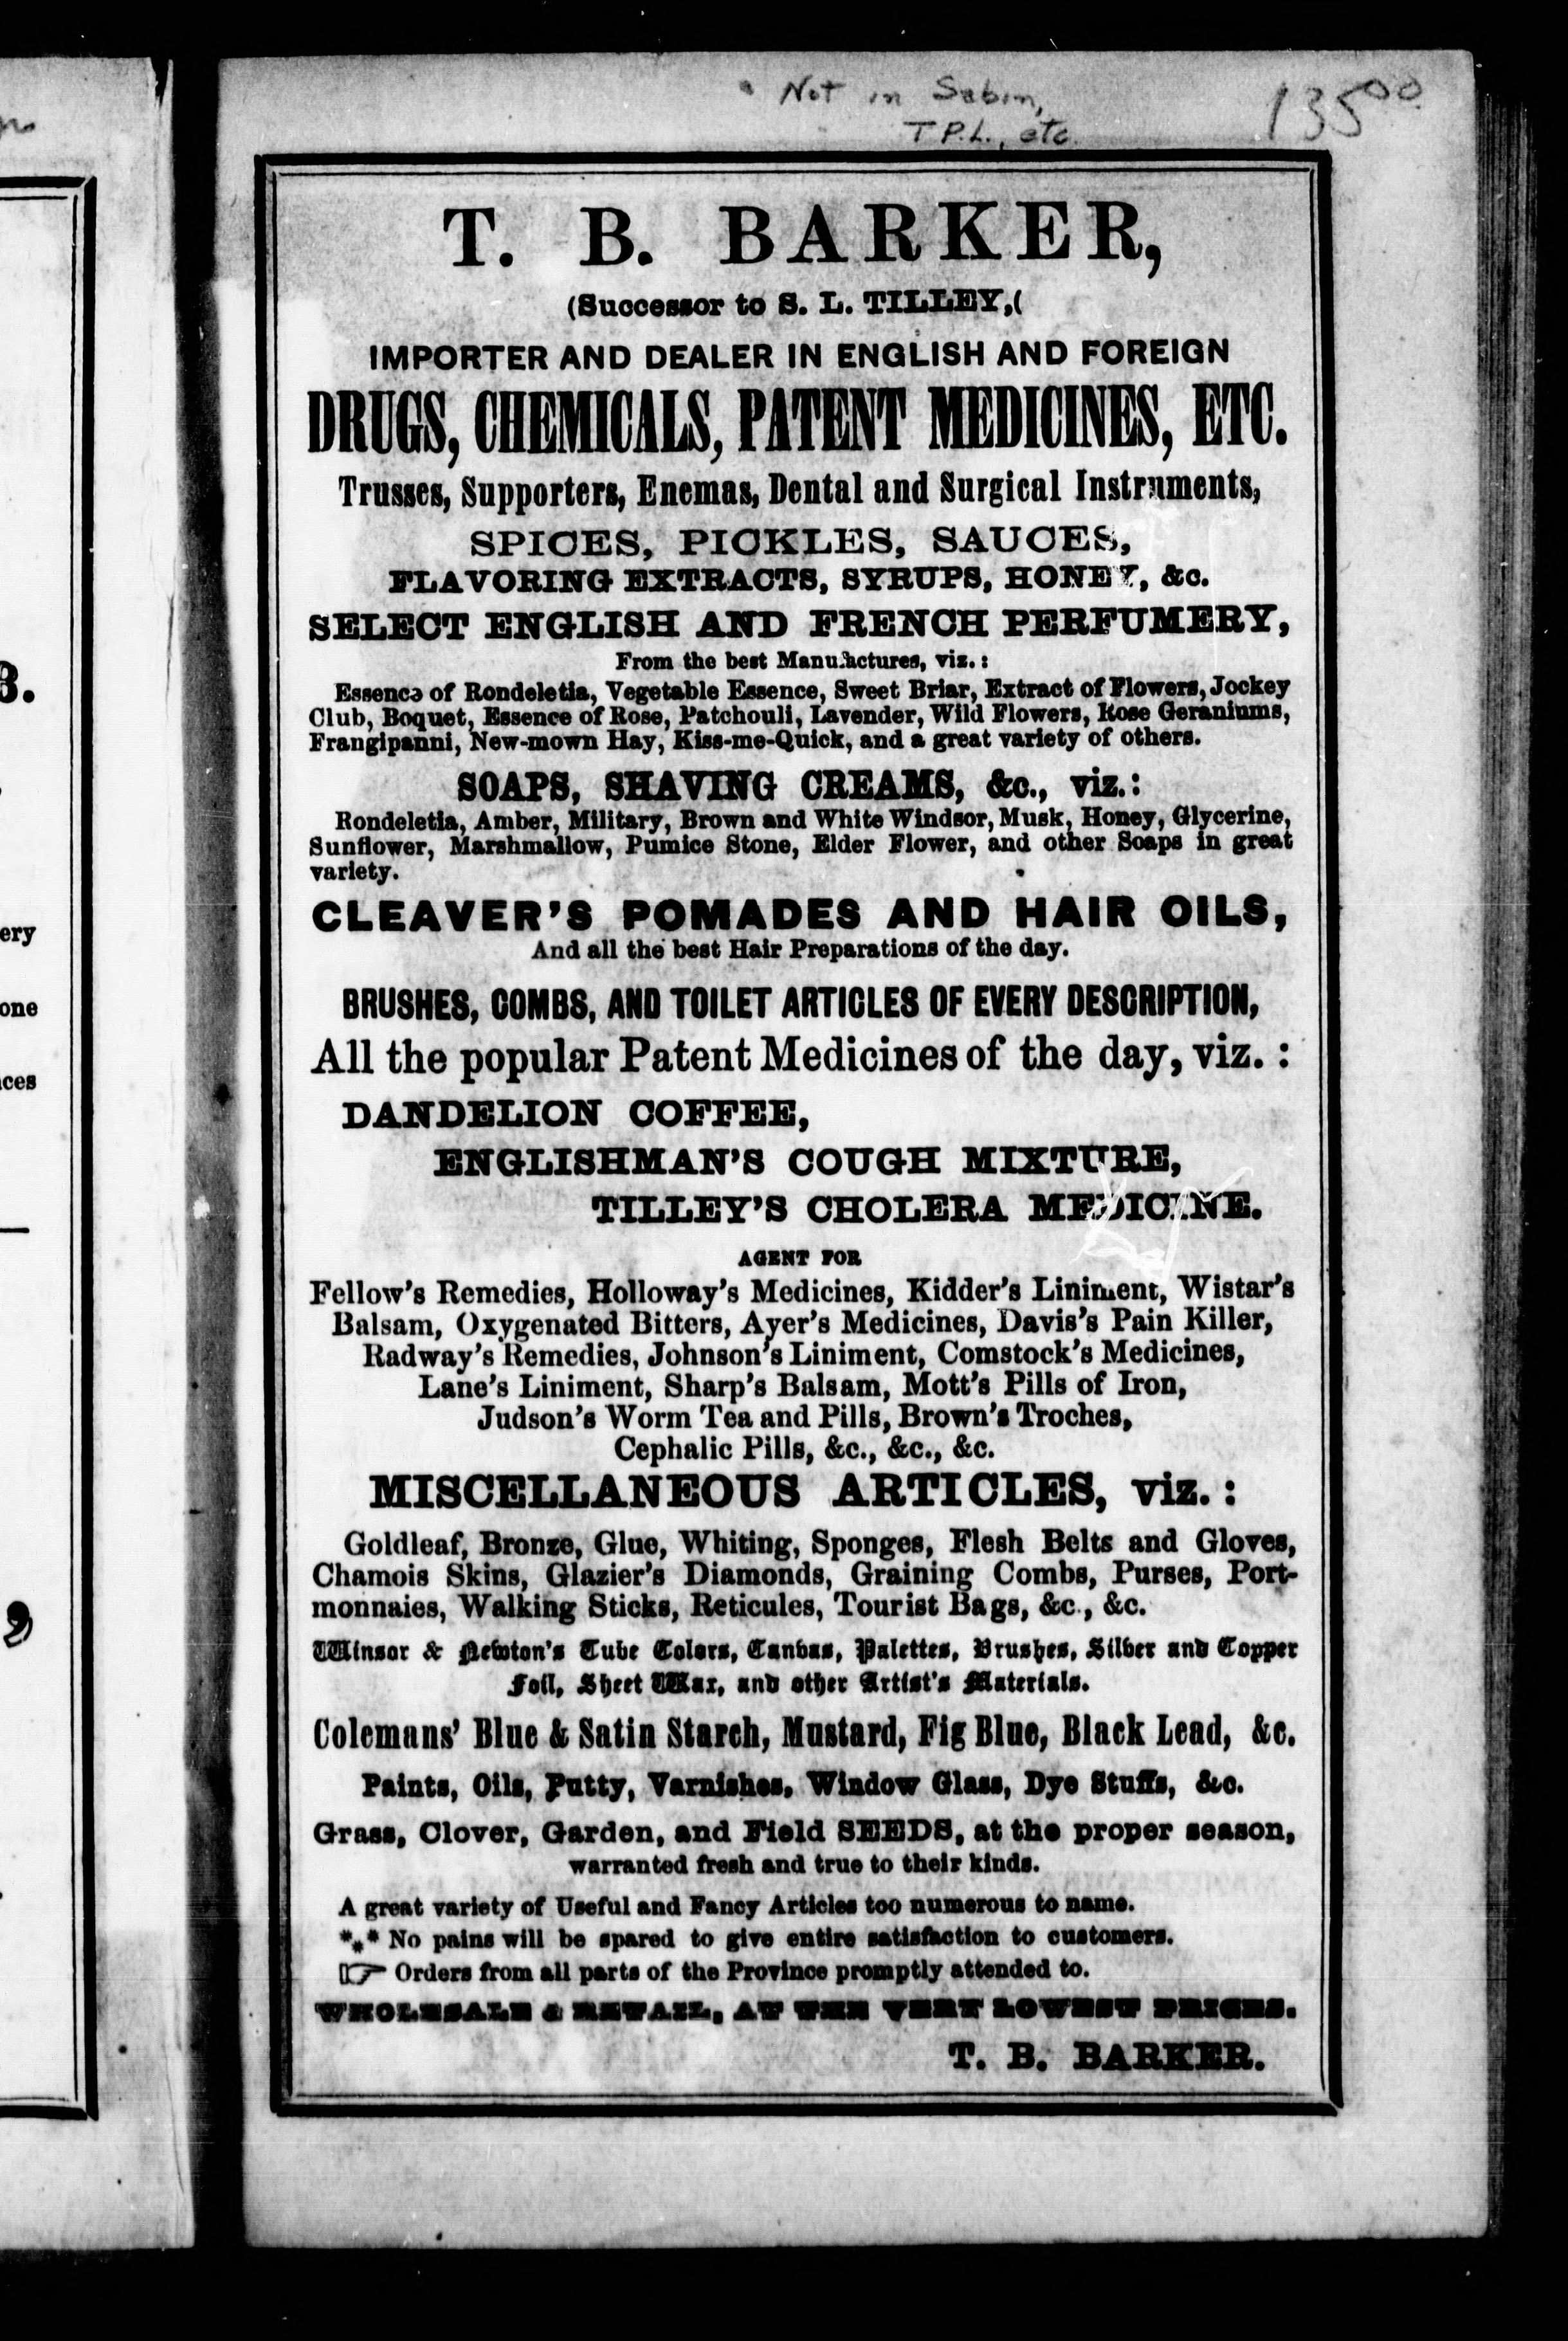 Not in Sabin,
T.P.L., etc.
135 00
T. B. BARKER,
(Successor to S. L. TILLEY,(
IMPORTER AND DEALER IN ENGLISH AND FOREIGN
DRUGS, CHEMICALS, PATENT MEDICINES, ETC.
Trusses, Supporters, Enemas, Dental and Surgical Instruments,
SPICES, PICKLES, SAUCES,
FLAVORING EXTRACTS, SYRUPS, HONEY, &c.
SELECT ENGLISH AND FRENCH PERFUMERY,
From the best Manufactures, viz.:
Essence of Rondeletia, Vegetable Essence, Sweet Briar, Extract of Flowers, Jockey
Club, Boquet, Essence of Rose, Patchouli, Lavender, Wild Flowers, Rose Geraniums,
Frangipanni, New-mown Hay, Kiss-me-Quick, and a great variety of others.
SOAPS, SHAVING CREAMS, &c., viz.:
Rondeletia, Amber, Military, Brown and White Windsor, Musk, Honey, Glycerine,
Sunflower, Marshmallow, Pumice Stone, Elder Flower, and other Soaps in great
variety.
CLEAVER'S POMADES AND HAIR OILS,
And all the best Hair Preparations of the day.
BRUSHES, COMBS, AND TOILET ARTICLES OF EVERY DESCRIPTION,
All the popular Patent Medicines of the day, viz. :
DANDELION COFFEE,
ENGLISHMAN'S COUGH MIXTURE,
TILLEY'S CHOLERA MEDICINE.
AGENT FOR
Fellow's Remedies, Holloway's Medicines, Kidder's Liniment, Wistar's
Balsam, Oxygenated Bitters, Ayer's Medicines, Davis's Pain Killer,
Radway's Remedies, Johnson's Liniment, Comstock's Medicines,
Lane's Liniment, Sharp's Balsam, Mott's Pills of Iron,
Judson's Worm Tea and Pills, Brown's Troches,
Cephalic Pills, &c., &c., &c.
MISCELLANEOUS ARTICLES, viz. :
Goldleaf, Bronze, Glue, Whiting, Sponges, Flesh Belts and Gloves,
Chamois Skins, Glazier's Diamonds, Graining Combs, Purses, Port-
monnaies, Walking Sticks, Reticules, Tourist Bags, &c., &c.
Winsor & Newton's Tube Colors, Canvas, Palettes, Brushes, Silver and Copper
Foil, Sheet Wax, and other Artist's Materials.
Colemans' Blue & Satin Starch, Mustard, Fig Blue, Black Lead, &c.
Paints, Oils, Putty, Varnishes, Window Glass, Dye Stuffs, &c.
Grass, Clover, Garden, and Field SEEDS, at the proper season,
warranted fresh and true to their kinds.
A great variety of Useful and Fancy Articles too numerous to name.
*⁎* No pains will be spared to give entire satisfaction to customers.
☞ Orders from all parts of the Province promptly attended to.
WHOLESALE & RETAIL, AT THE VERY LOWEST PRICES.
T. B. BARKER.
B.
ery
one
ces